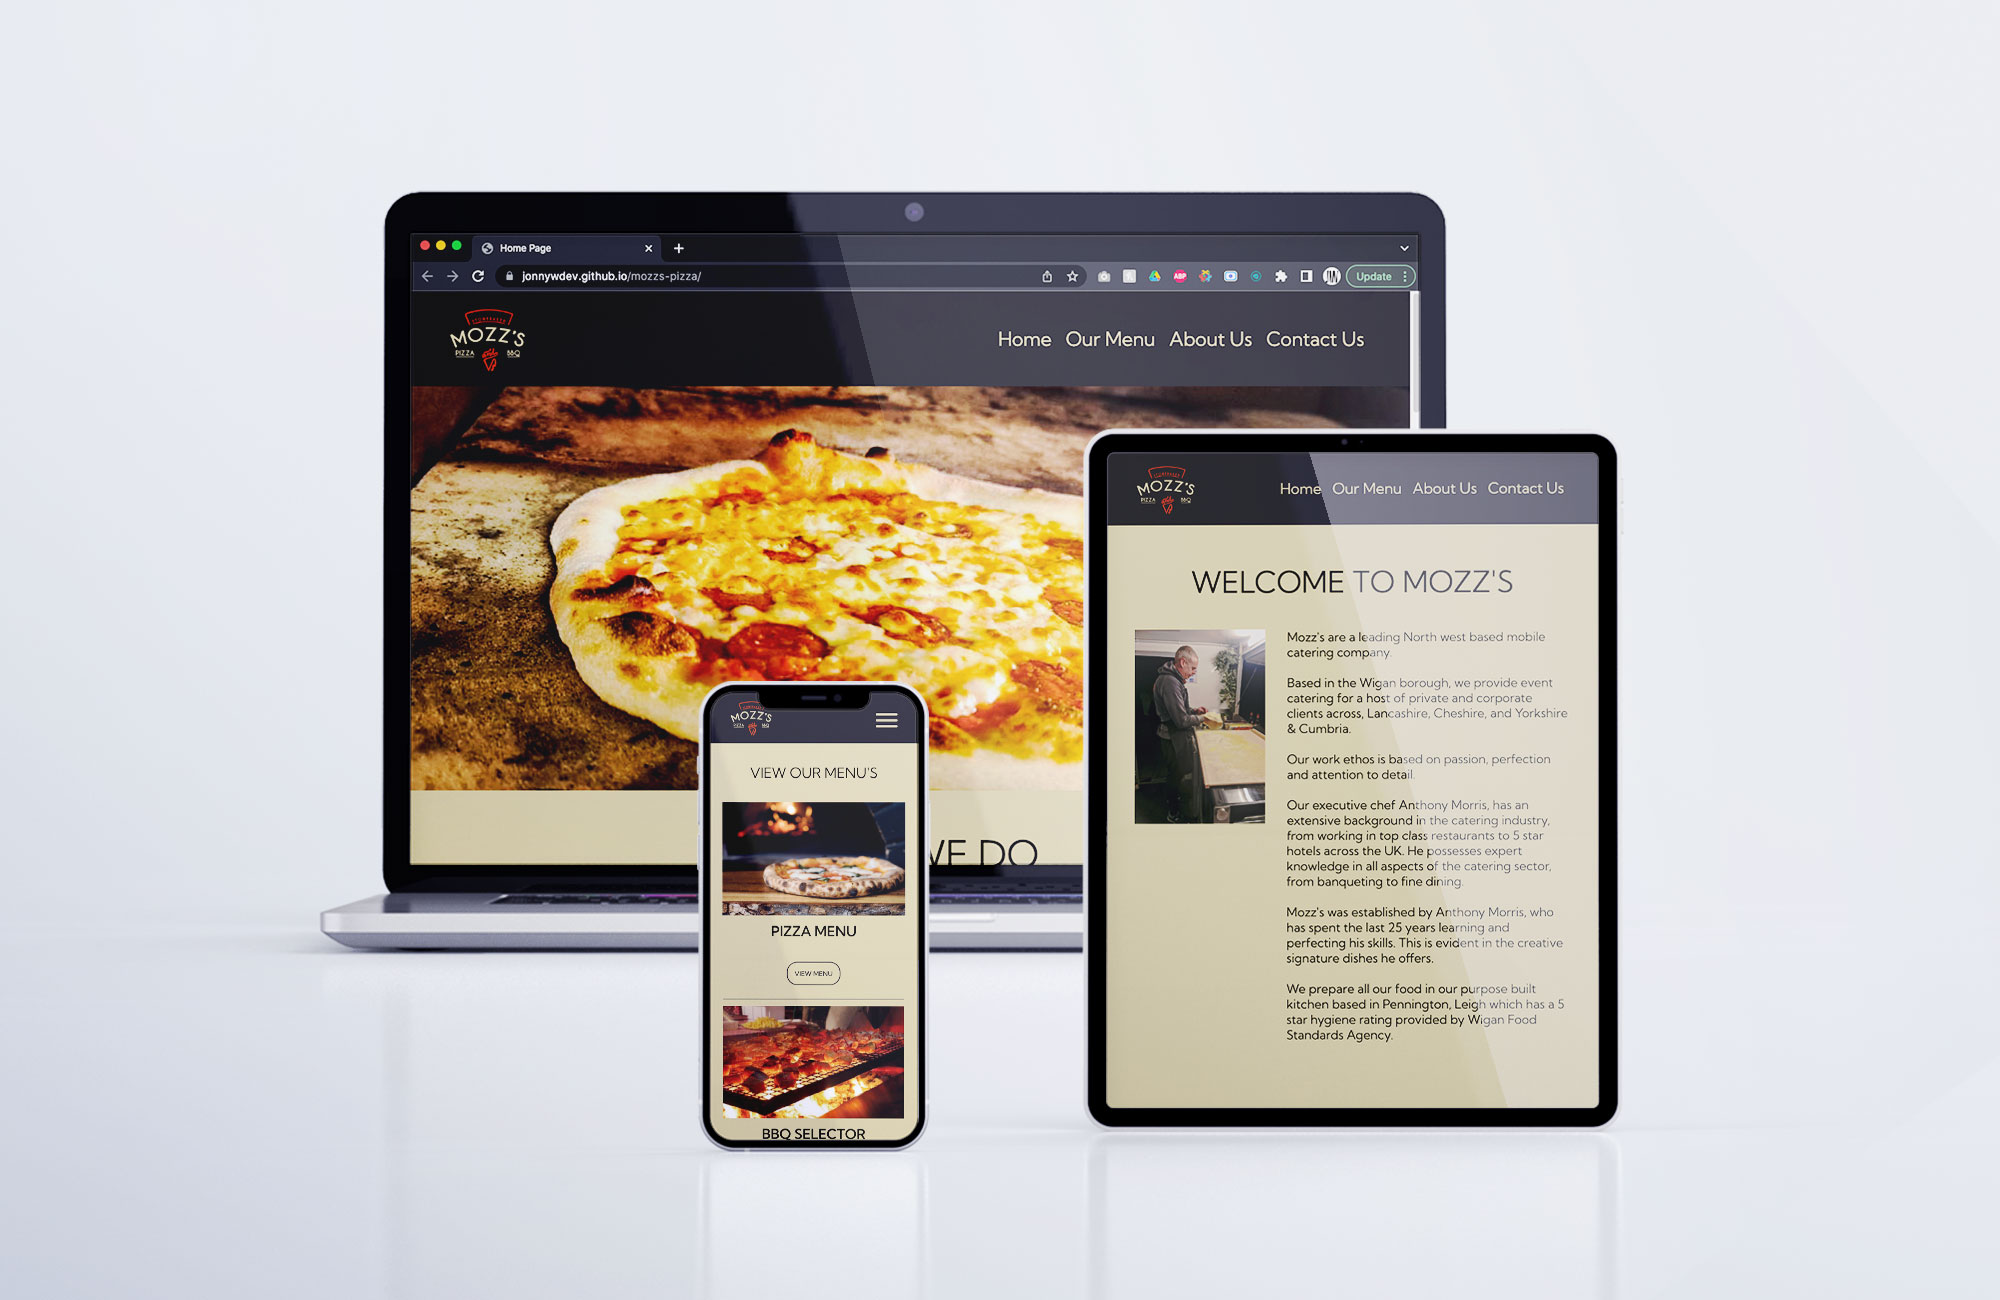 Home Page
jonnywdev.github.io/mozzs-pizza/
ABP
Update
MOZZ'S
PIZZA BBQ
Home Our Menu About Us Contact Us
WE DO
MOZZ'S
PIZZA BBQ
VIEW OUR MENU'S
PIZZA MENU
VIEW MENU
BBQ SELECTOR
MOZZ'S
PIZZA BBQ
Home Our Menu About Us Contact Us
WELCOME TO MOZZ'S
Mozz's are a leading North west based mobile
catering company.
Based in the Wigan borough, we provide event
catering for a host of private and corporate
clients across, Lancashire, Cheshire, and Yorkshire
& Cumbria.
Our work ethos is based on passion, perfection
and attention to detail.
Our executive chef Anthony Morris, has an
extensive background in the catering industry,
from working in top class restaurants to 5 star
hotels across the UK. He possesses expert
knowledge in all aspects of the catering sector,
from banqueting to fine dining.
Mozz's was established by Anthony Morris, who
has spent the last 25 years learning and
perfecting his skills. This is evident in the creative
signature dishes he offers.
We prepare all our food in our purpose built
kitchen based in Pennington, Leigh which has a 5
star hygiene rating provided by Wigan Food
Standards Agency.